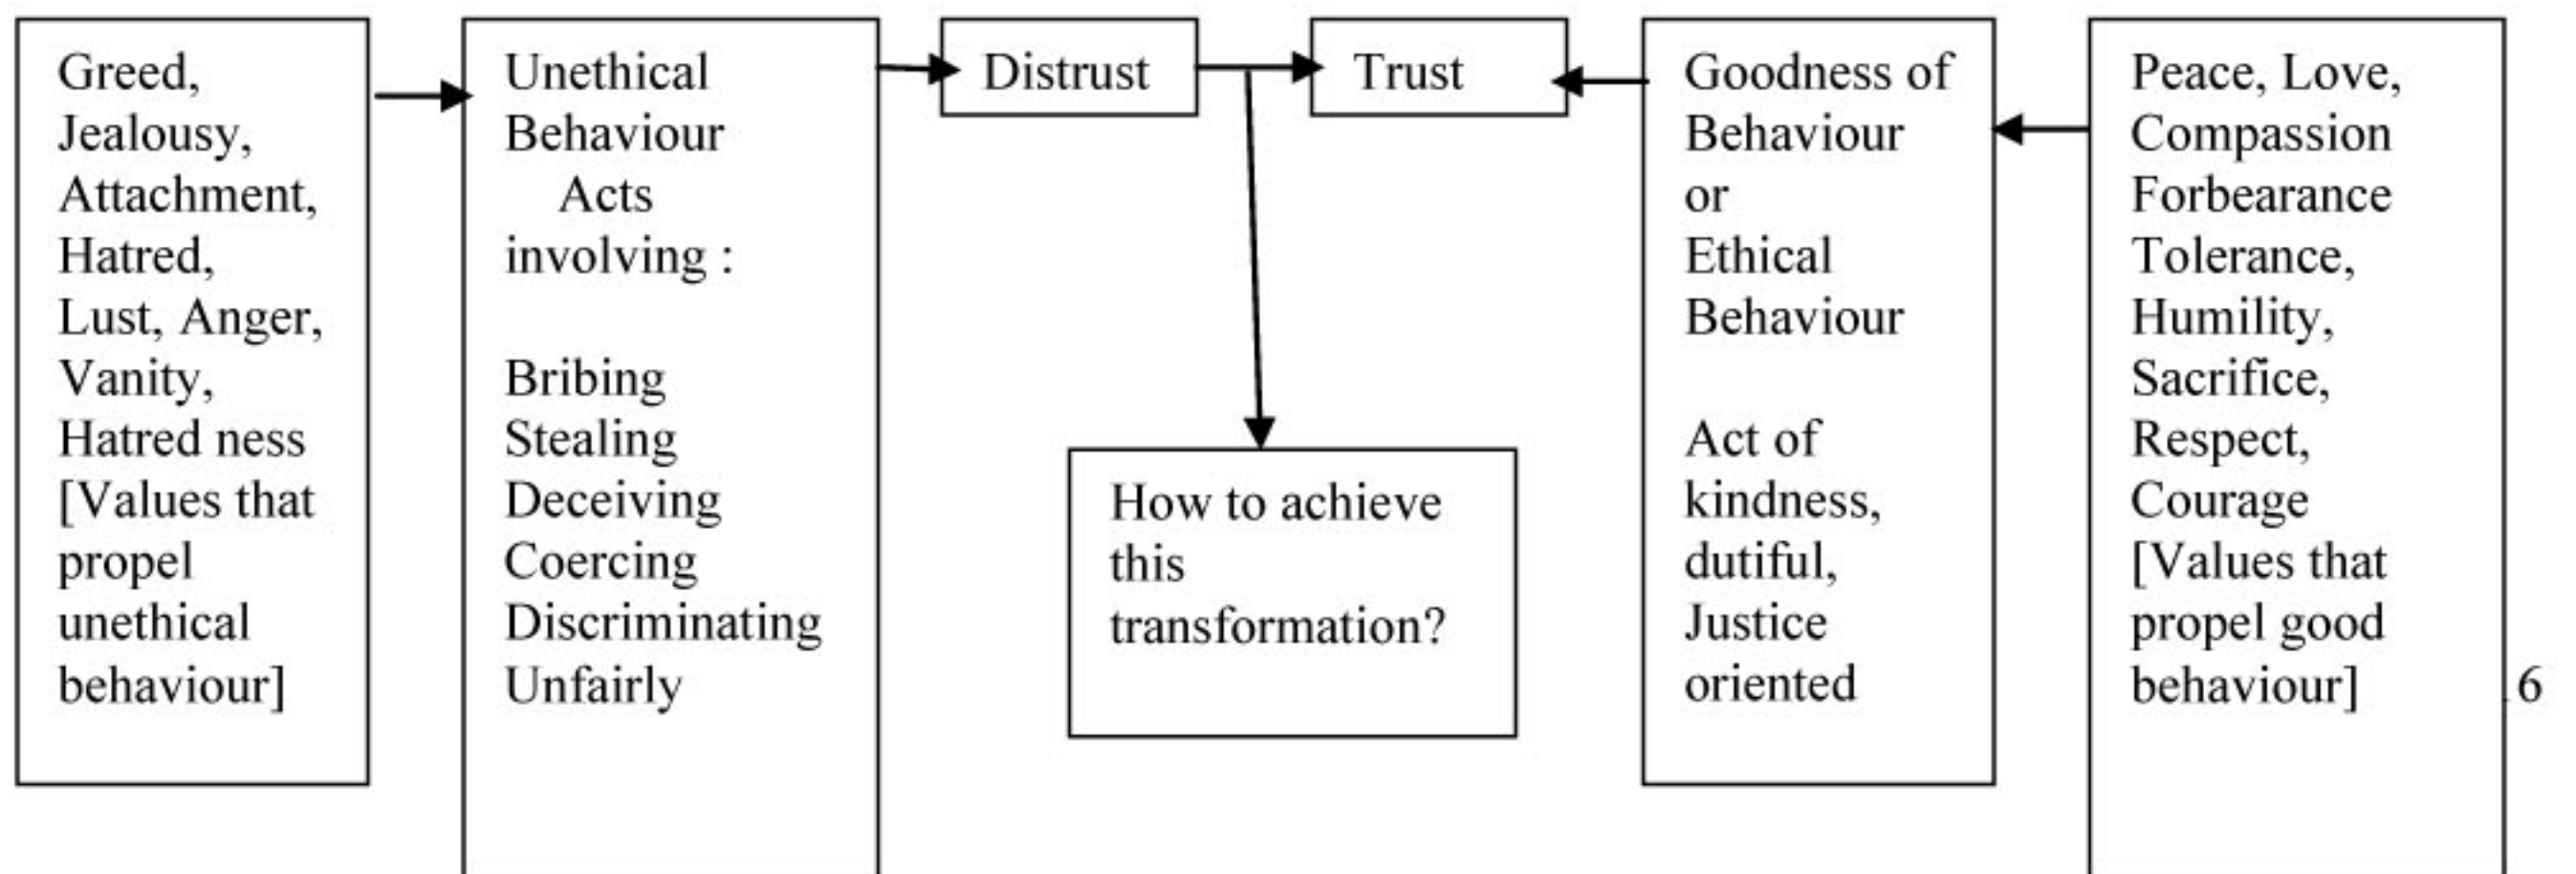 Greed,
Jealousy,
Attachment,
Hatred,
Lust, Anger,
Vanity,
Hatred ness
[Values that
propel
unethical
behaviour]
Unethical
Behaviour
Acts
involving :
Bribing
Stealing
Deceiving
Coercing
Discriminating
Unfairly
Distrust
Trust
How to achieve
this
transformation?
Goodness of
Behaviour
or
Ethical
Behaviour
Act of
kindness,
dutiful,
Justice
oriented
Peace, Love,
Compassion
Forbearance
Tolerance,
Humility,
Sacrifice,
Respect,
Courage
[Values that
propel good
behaviour]
6